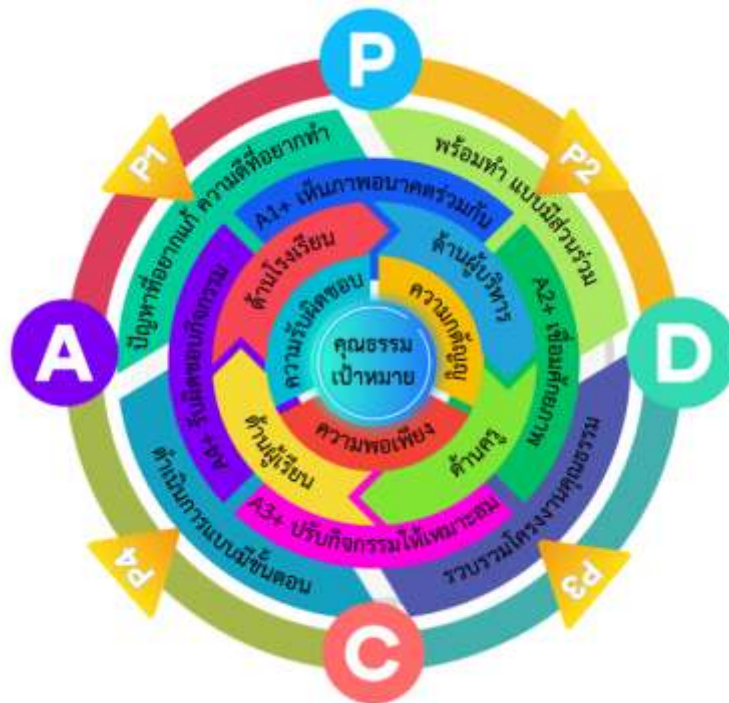 P
P1
P2
ปัญหาที่อยากแก้ ความดีที่อยากทำ
พร้อมทำ แบบมีส่วนร่วม
A1+ เห็นภาพอนาคตร่วมกัน
A2+ เชื่อมั่นคุณภาพ
ด้านโรงเรียน
ด้านผู้บริหาร
ความรับผิดชอบ
ความกตัญญู
คุณธรรม
เป้าหมาย
A
D
A4+ รับผิดชอบกิจกรรม
ความพอเพียง
ด้านผู้เรียน
ด้านครู
A3+ ปรับกิจกรรมให้เหมาะสม
ดำเนินการแบบมีขั้นตอน
รวบรวมโครงงานคุณธรรม
P4
P3
C